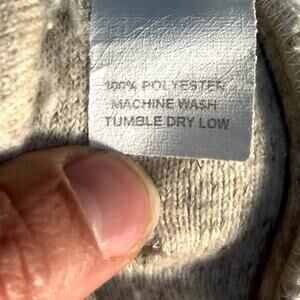 100% POLYESTER
MACHINE WASH
TUMBLE DRY LOW